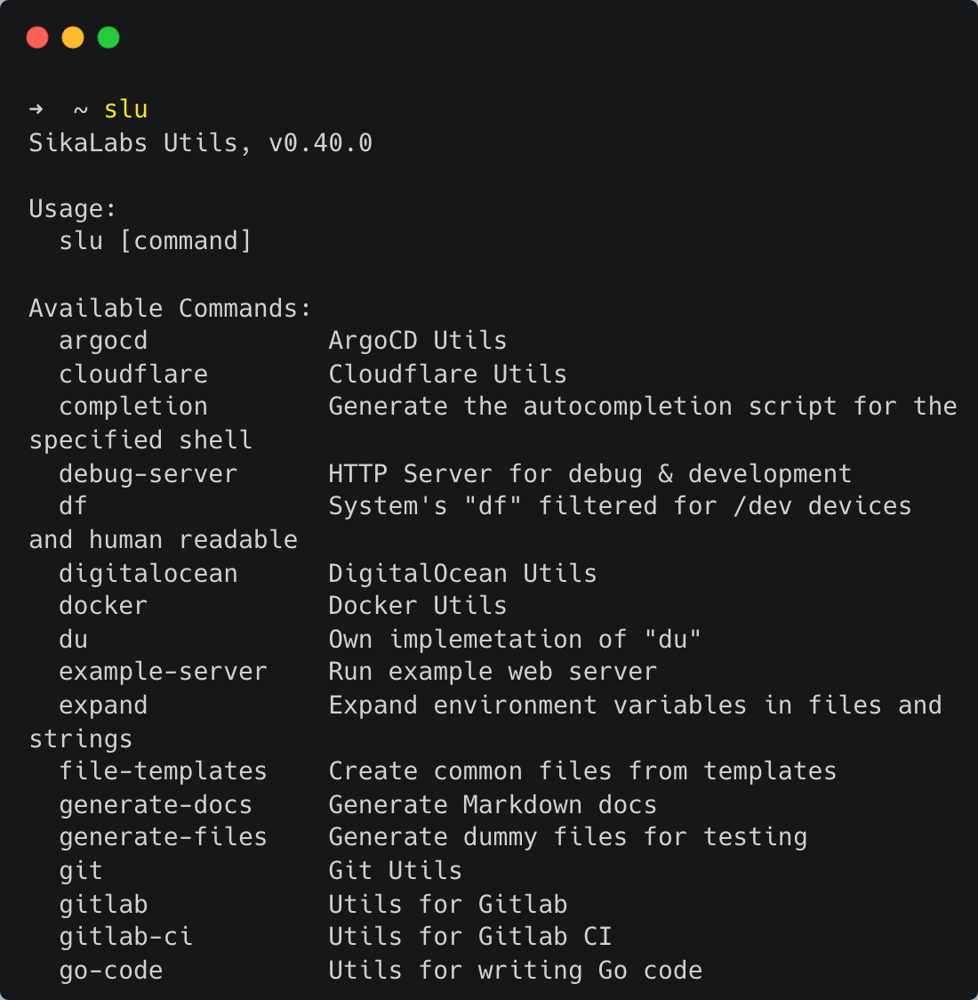 ➜  ~ slu
SikaLabs Utils, v0.40.0

Usage:
  slu [command]

Available Commands:
  argocd            ArgoCD Utils
  cloudflare        Cloudflare Utils
  completion        Generate the autocompletion script for the
specified shell
  debug-server      HTTP Server for debug & development
  df                System's "df" filtered for /dev devices
and human readable
  digitalocean      DigitalOcean Utils
  docker            Docker Utils
  du                Own implemetation of "du"
  example-server    Run example web server
  expand            Expand environment variables in files and
strings
  file-templates    Create common files from templates
  generate-docs     Generate Markdown docs
  generate-files    Generate dummy files for testing
  git               Git Utils
  gitlab            Utils for Gitlab
  gitlab-ci         Utils for Gitlab CI
  go-code           Utils for writing Go code